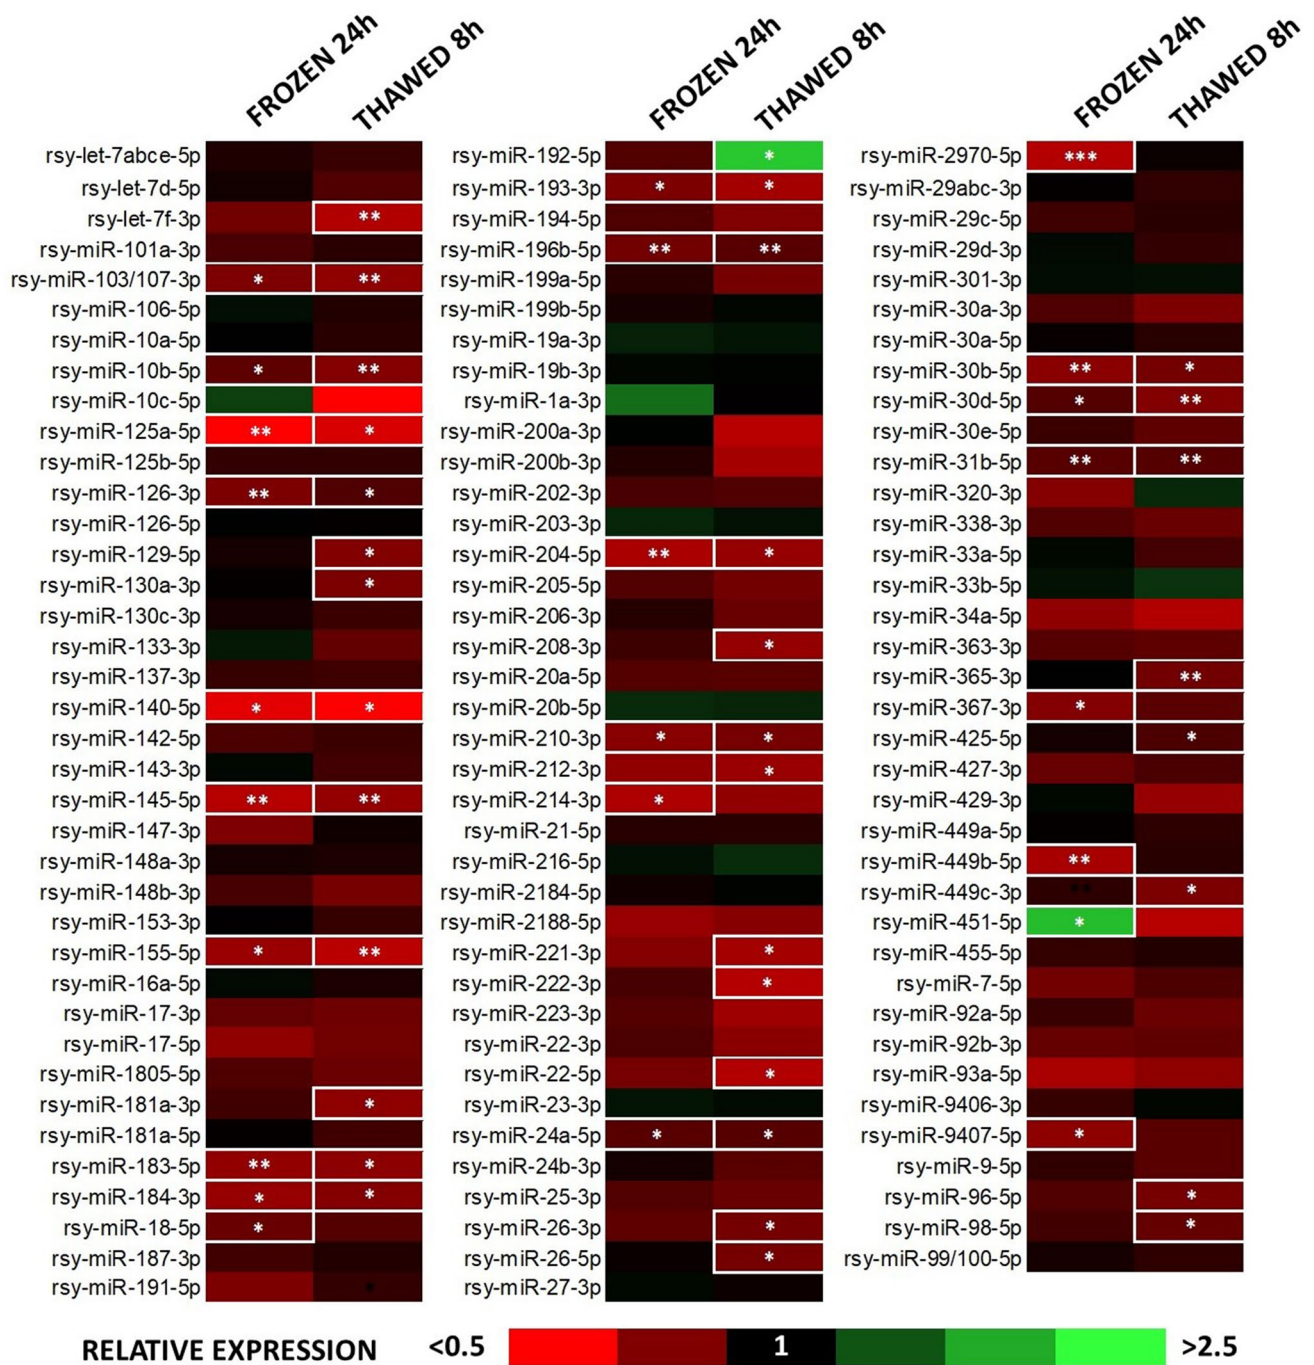 FROZEN 24h THAWED 8h
rsy-let-7abce-5p
rsy-let-7d-5p
rsy-let-7f-3p **
rsy-miR-101a-3p
rsy-miR-103/107-3p * **
rsy-miR-106-5p
rsy-miR-10a-5p
rsy-miR-10b-5p * **
rsy-miR-10c-5p
rsy-miR-125a-5p ** *
rsy-miR-125b-5p
rsy-miR-126-3p ** *
rsy-miR-126-5p
rsy-miR-129-5p *
rsy-miR-130a-3p *
rsy-miR-130c-3p
rsy-miR-133-3p
rsy-miR-137-3p
rsy-miR-140-5p * *
rsy-miR-142-5p
rsy-miR-143-3p
rsy-miR-145-5p ** **
rsy-miR-147-3p
rsy-miR-148a-3p
rsy-miR-148b-3p
rsy-miR-153-3p
rsy-miR-155-5p * **
rsy-miR-16a-5p
rsy-miR-17-3p
rsy-miR-17-5p
rsy-miR-1805-5p
rsy-miR-181a-3p *
rsy-miR-181a-5p
rsy-miR-183-5p ** *
rsy-miR-184-3p * *
rsy-miR-18-5p *
rsy-miR-187-3p
rsy-miR-191-5p *
FROZEN 24h THAWED 8h
rsy-miR-192-5p *
rsy-miR-193-3p * *
rsy-miR-194-5p
rsy-miR-196b-5p ** **
rsy-miR-199a-5p
rsy-miR-199b-5p
rsy-miR-19a-3p
rsy-miR-19b-3p
rsy-miR-1a-3p
rsy-miR-200a-3p
rsy-miR-200b-3p
rsy-miR-202-3p
rsy-miR-203-3p
rsy-miR-204-5p ** *
rsy-miR-205-5p
rsy-miR-206-3p
rsy-miR-208-3p *
rsy-miR-20a-5p
rsy-miR-20b-5p
rsy-miR-210-3p * *
rsy-miR-212-3p *
rsy-miR-214-3p *
rsy-miR-21-5p
rsy-miR-216-5p
rsy-miR-2184-5p
rsy-miR-2188-5p
rsy-miR-221-3p *
rsy-miR-222-3p *
rsy-miR-223-3p
rsy-miR-22-3p
rsy-miR-22-5p *
rsy-miR-23-3p
rsy-miR-24a-5p * *
rsy-miR-24b-3p
rsy-miR-25-3p
rsy-miR-26-3p *
rsy-miR-26-5p *
rsy-miR-27-3p
FROZEN 24h THAWED 8h
rsy-miR-2970-5p ***
rsy-miR-29abc-3p
rsy-miR-29c-5p
rsy-miR-29d-3p
rsy-miR-301-3p
rsy-miR-30a-3p
rsy-miR-30a-5p
rsy-miR-30b-5p ** *
rsy-miR-30d-5p * **
rsy-miR-30e-5p
rsy-miR-31b-5p ** **
rsy-miR-320-3p
rsy-miR-338-3p
rsy-miR-33a-5p
rsy-miR-33b-5p
rsy-miR-34a-5p
rsy-miR-363-3p
rsy-miR-365-3p **
rsy-miR-367-3p *
rsy-miR-425-5p *
rsy-miR-427-3p
rsy-miR-429-3p
rsy-miR-449a-5p
rsy-miR-449b-5p **
rsy-miR-449c-3p ** *
rsy-miR-451-5p *
rsy-miR-455-5p
rsy-miR-7-5p
rsy-miR-92a-5p
rsy-miR-92b-3p
rsy-miR-93a-5p
rsy-miR-9406-3p
rsy-miR-9407-5p *
rsy-miR-9-5p
rsy-miR-96-5p *
rsy-miR-98-5p *
rsy-miR-99/100-5p
RELATIVE EXPRESSION <0.5 1 >2.5